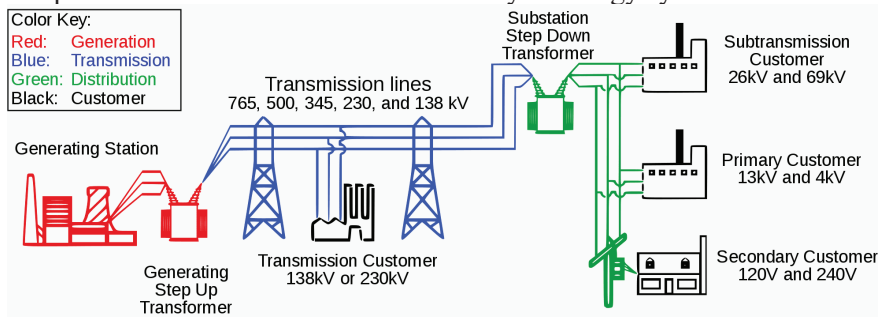 Color Key:
Red: Generation
Blue: Transmission
Green: Distribution
Black: Customer
Substation
Step Down
Transformer
Subtransmission
Customer
26kV and 69kV
Transmission lines
765, 500, 345, 230, and 138 kV
Generating Station
Primary Customer
13kV and 4kV
Transmission Customer
138kV or 230kV
Secondary Customer
120V and 240V
Generating
Step Up
Transformer